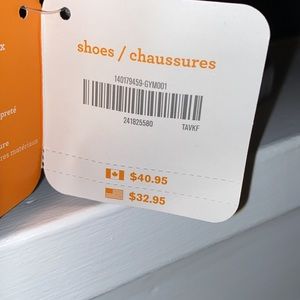 shoes / chaussures
140179459-GYM001
241825580 TAVKF
$40.95
$32.95